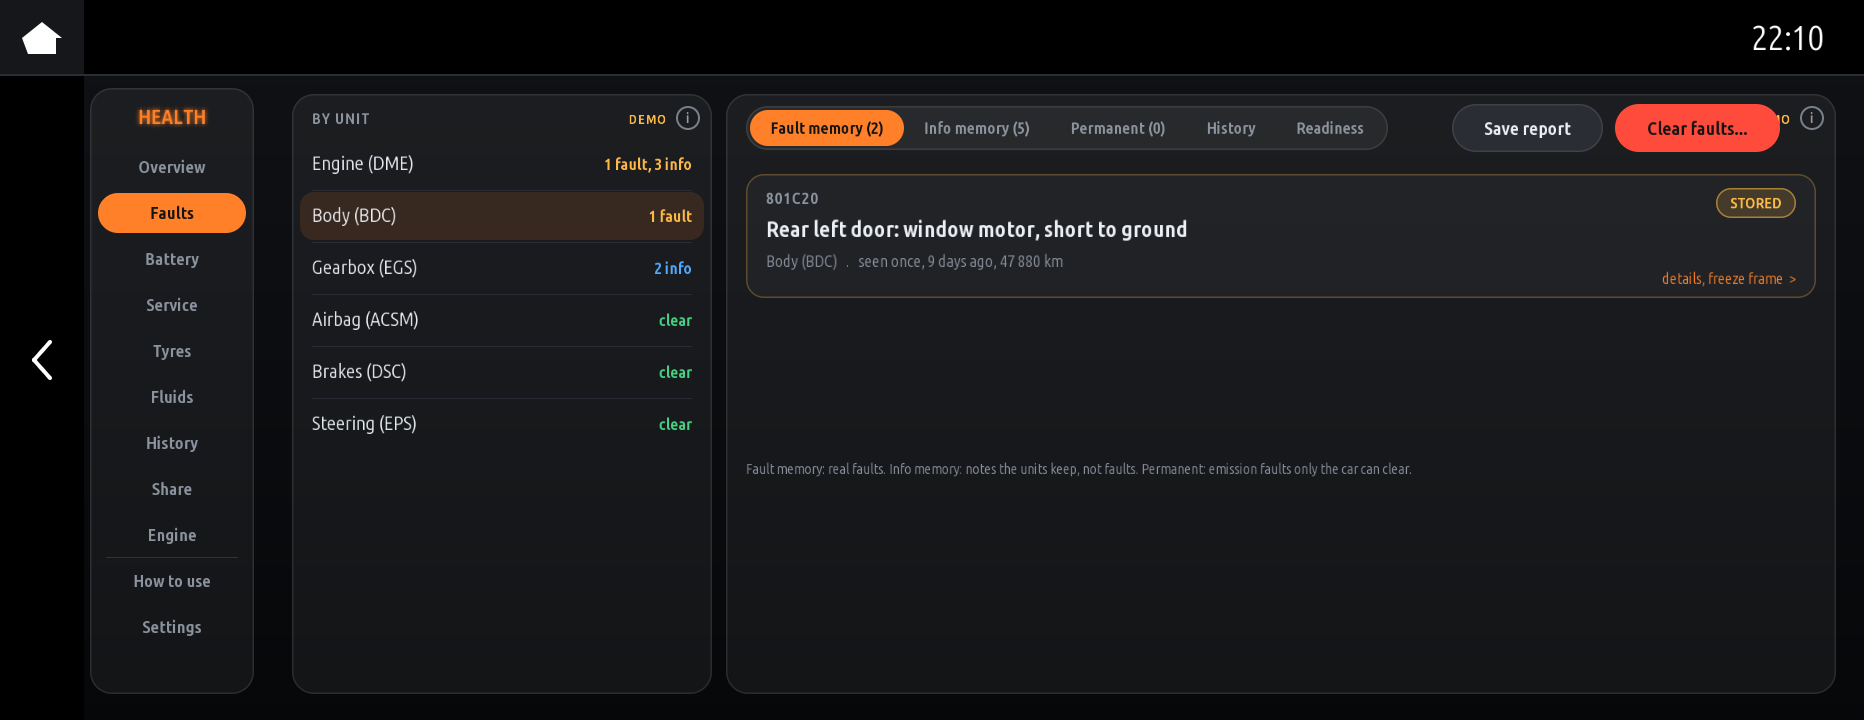 22:10
HEALTH
Overview
Faults
Battery
Service
Tyres
Fluids
History
Share
Engine
How to use
Settings
BY UNIT
DEMO
i
Engine (DME)
1 fault, 3 info
Body (BDC)
1 fault
Gearbox (EGS)
2 info
Airbag (ACSM)
clear
Brakes (DSC)
clear
Steering (EPS)
clear
Fault memory (2)
Info memory (5)
Permanent (0)
History
Readiness
Save report
Clear faults...
i
801C20
STORED
Rear left door: window motor, short to ground
Body (BDC) . seen once, 9 days ago, 47 880 km
details, freeze frame >
Fault memory: real faults. Info memory: notes the units keep, not faults. Permanent: emission faults only the car can clear.